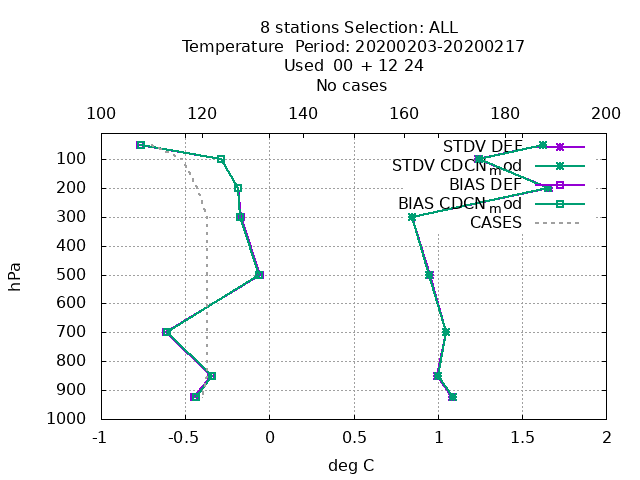 8 stations Selection: ALL
Temperature Period: 20200203-20200217
Used 00 + 12 24
No cases
100 120 140 160 180 200
STDV DEF
STDV CDCNmod
BIAS DEF
BIAS CDCNmod
CASES
100
200
300
400
500
600
700
800
900
1000
hPa
-1 -0.5 0 0.5 1 1.5 2
deg C